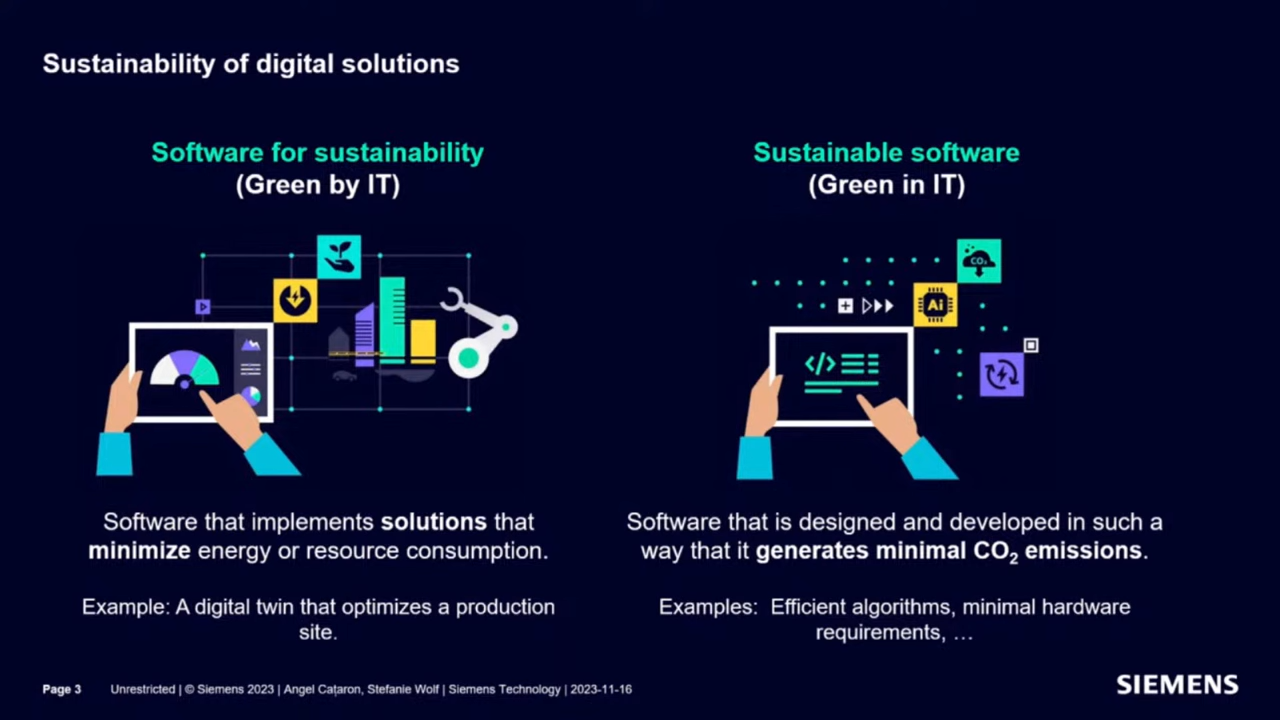 Sustainability of digital solutions
Software for sustainability
(Green by IT)
Software that implements solutions that
minimize energy or resource consumption.
Example: A digital twin that optimizes a production
site.
Sustainable software
(Green in IT)
CO₂
Ai
</>
Software that is designed and developed in such a
way that it generates minimal CO₂ emissions.
Examples: Efficient algorithms, minimal hardware
requirements, …
Page 3 Unrestricted | © Siemens 2023 | Angel Cațaron, Stefanie Wolf | Siemens Technology | 2023-11-16
SIEMENS